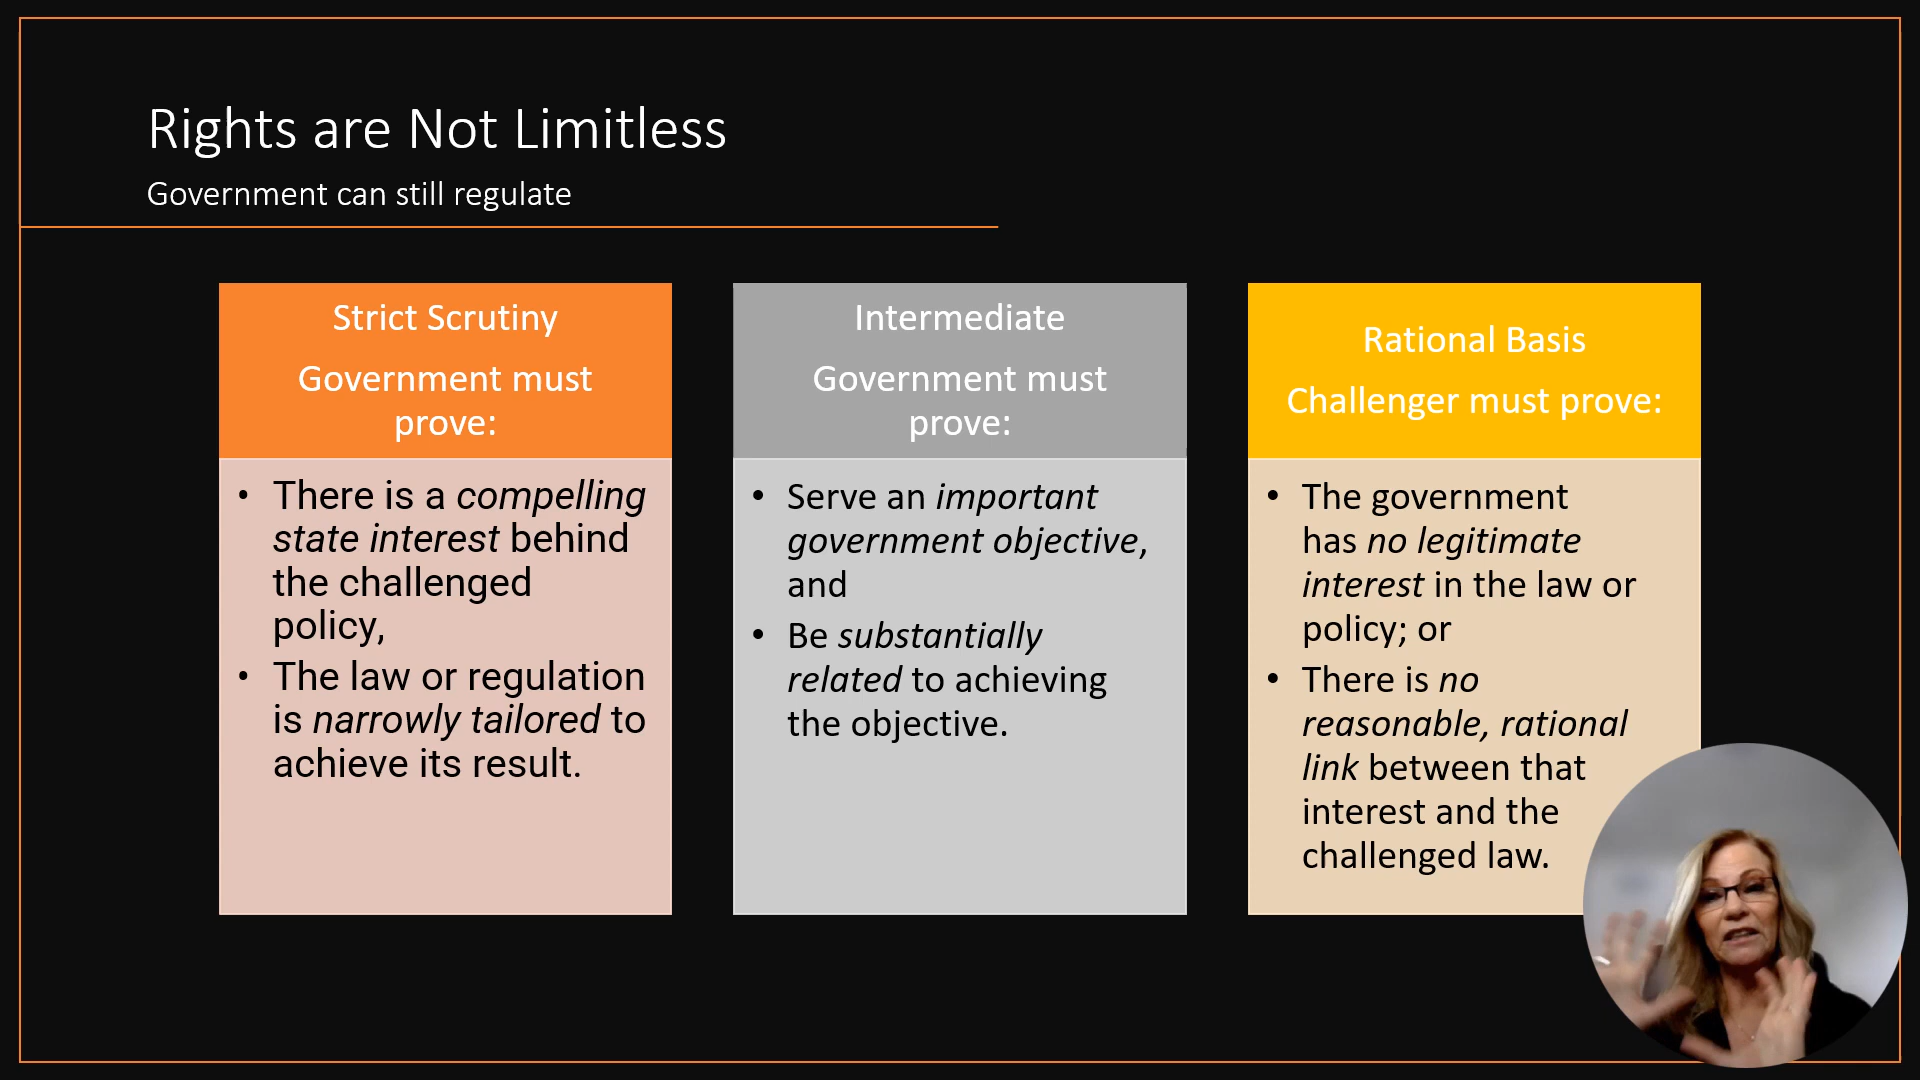 Rights are Not Limitless
Government can still regulate
Strict Scrutiny
Government must
prove:
• There is a compelling
state interest behind
the challenged
policy,
• The law or regulation
is narrowly tailored to
achieve its result.
Intermediate
Government must
prove:
• Serve an important
government objective,
and
• Be substantially
related to achieving
the objective.
Rational Basis
Challenger must prove:
• The government
has no legitimate
interest in the law or
policy; or
• There is no
reasonable, rational
link between that
interest and the
challenged law.